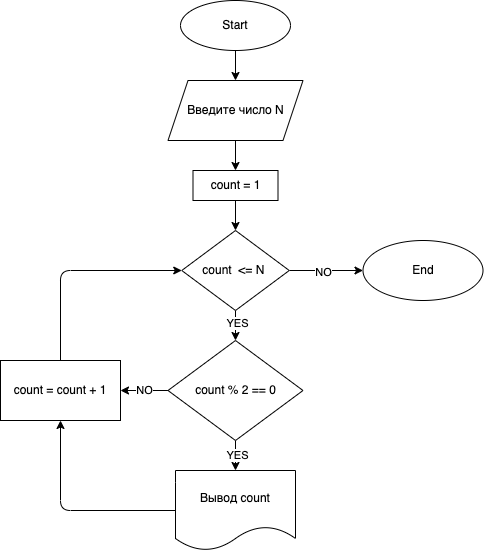 Start
Введите число N
count = 1
count <= N
NO
End
YES
count = count + 1
NO
count % 2 == 0
YES
Вывод count